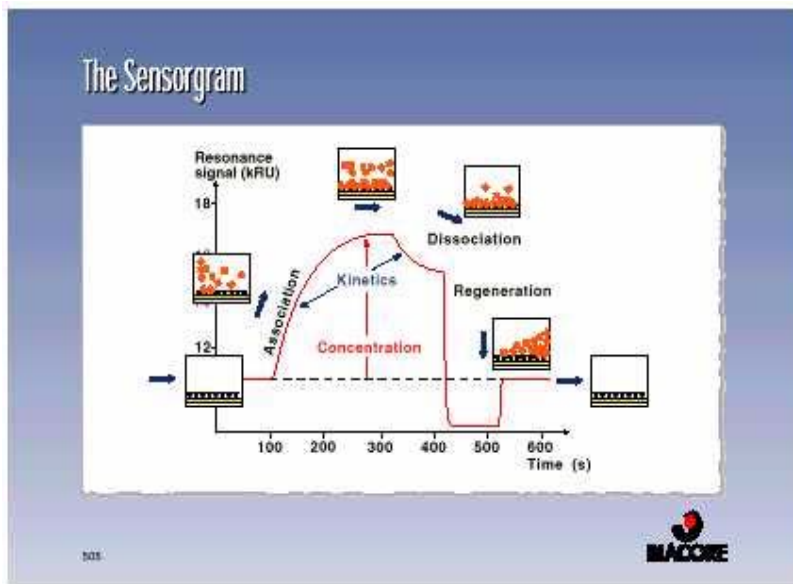 The Sensorgram
Resonance
signal (kRU)
18
12
Association
Kinetics
Concentration
Dissociation
Regeneration
100 200 300 400 500 600
Time (s)
BIACORE